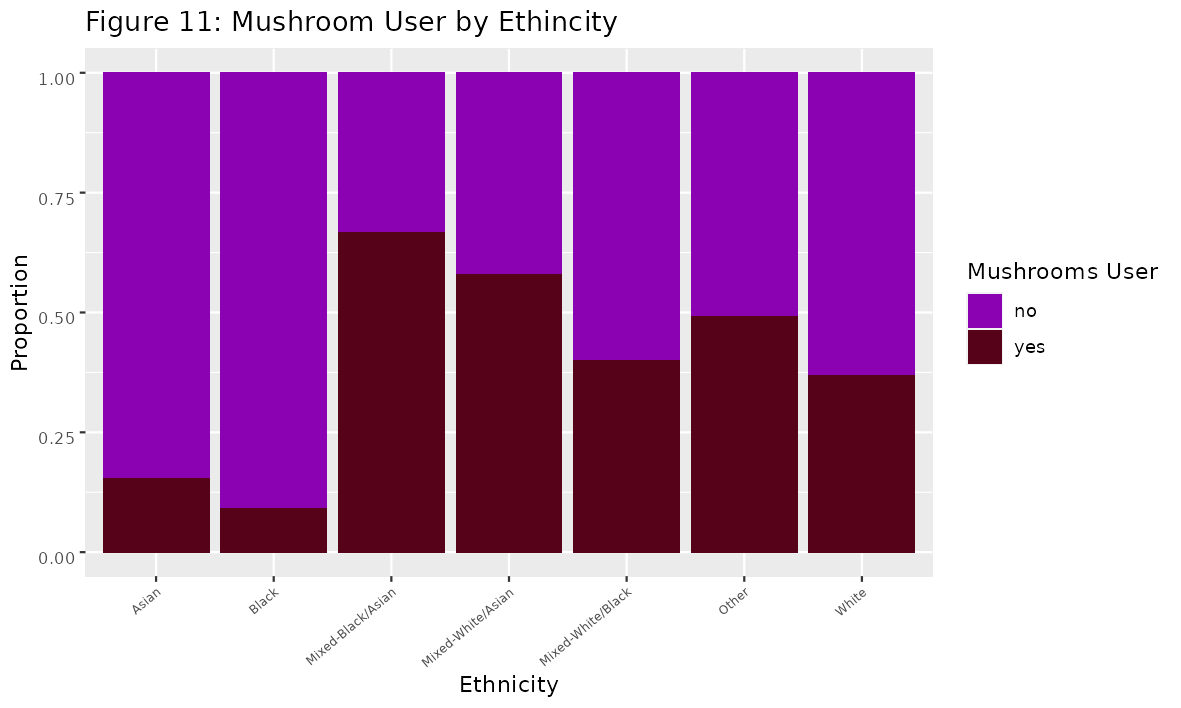 Figure 11: Mushroom User by Ethincity
1.00
0.75
0.50
0.25
0.00
Proportion
Asian
Black
Mixed-Black/Asian
Mixed-White/Asian
Mixed-White/Black
Other
White
Ethnicity
Mushrooms User
no
yes